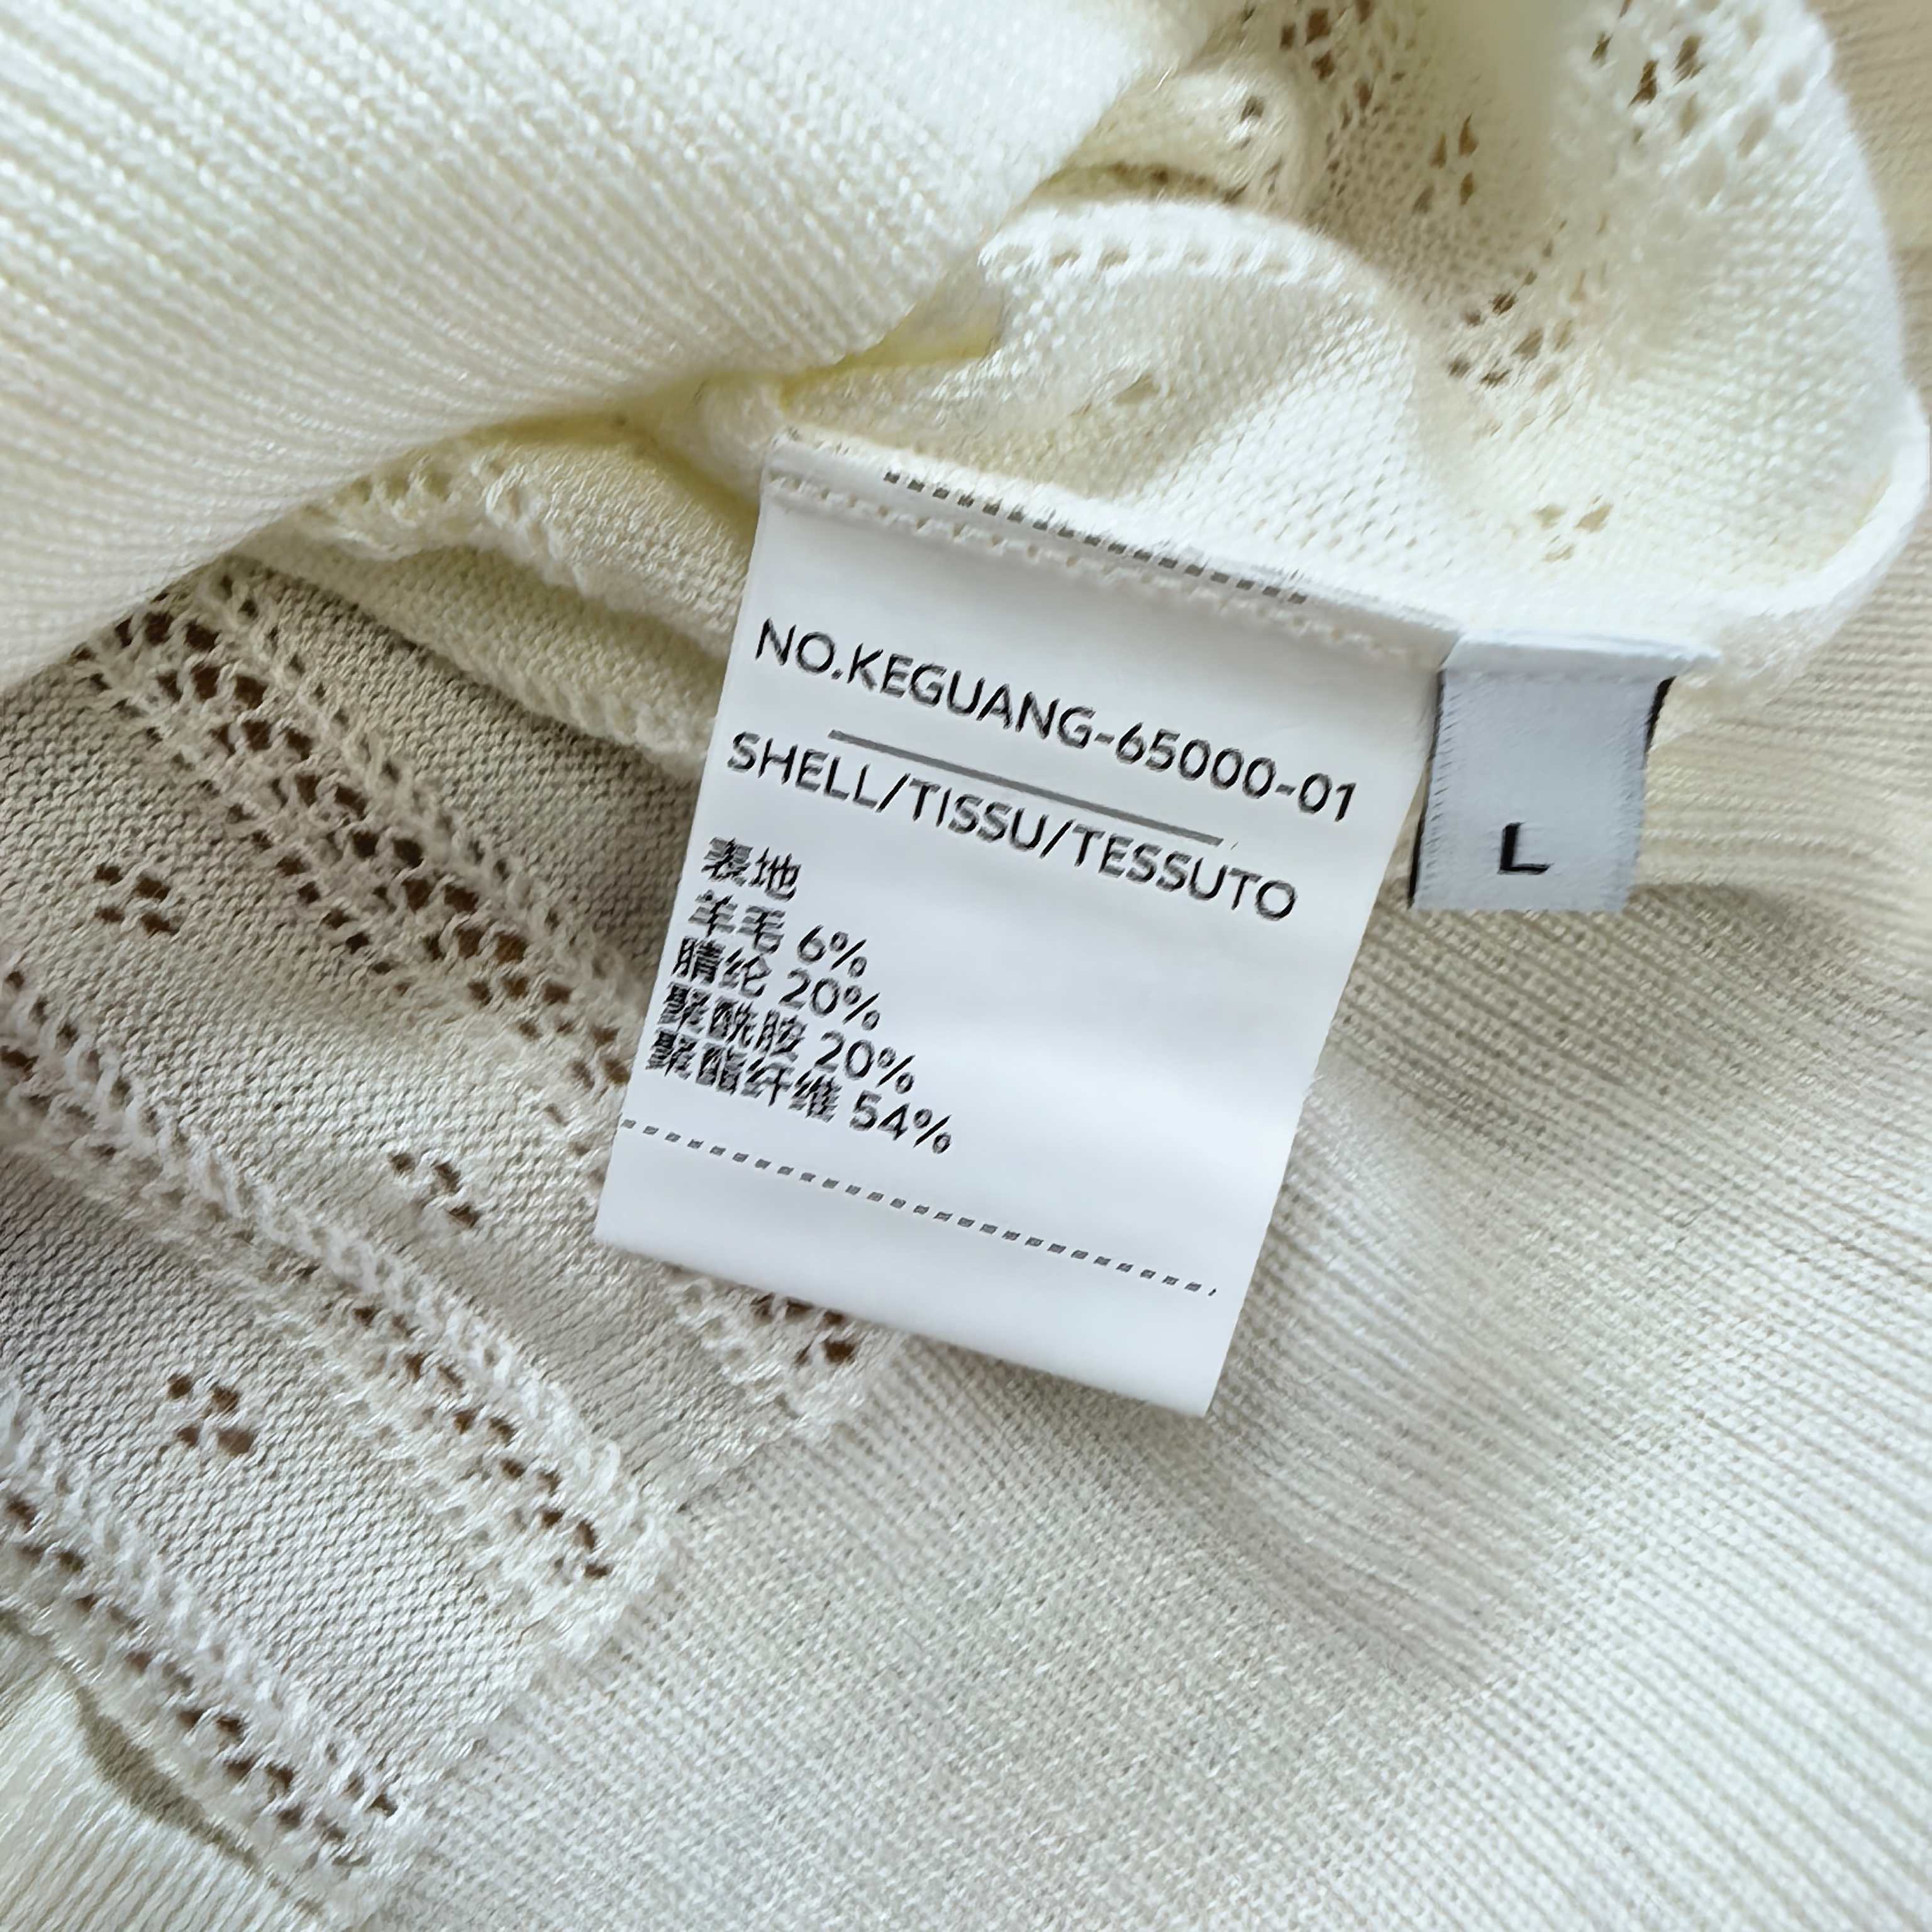 NO.KEGUANG-65000-01
SHELL/TISSU/TESSUTO
表地
羊毛 6%
腈纶 20%
聚酰胺 20%
聚酯纤维 54%
L